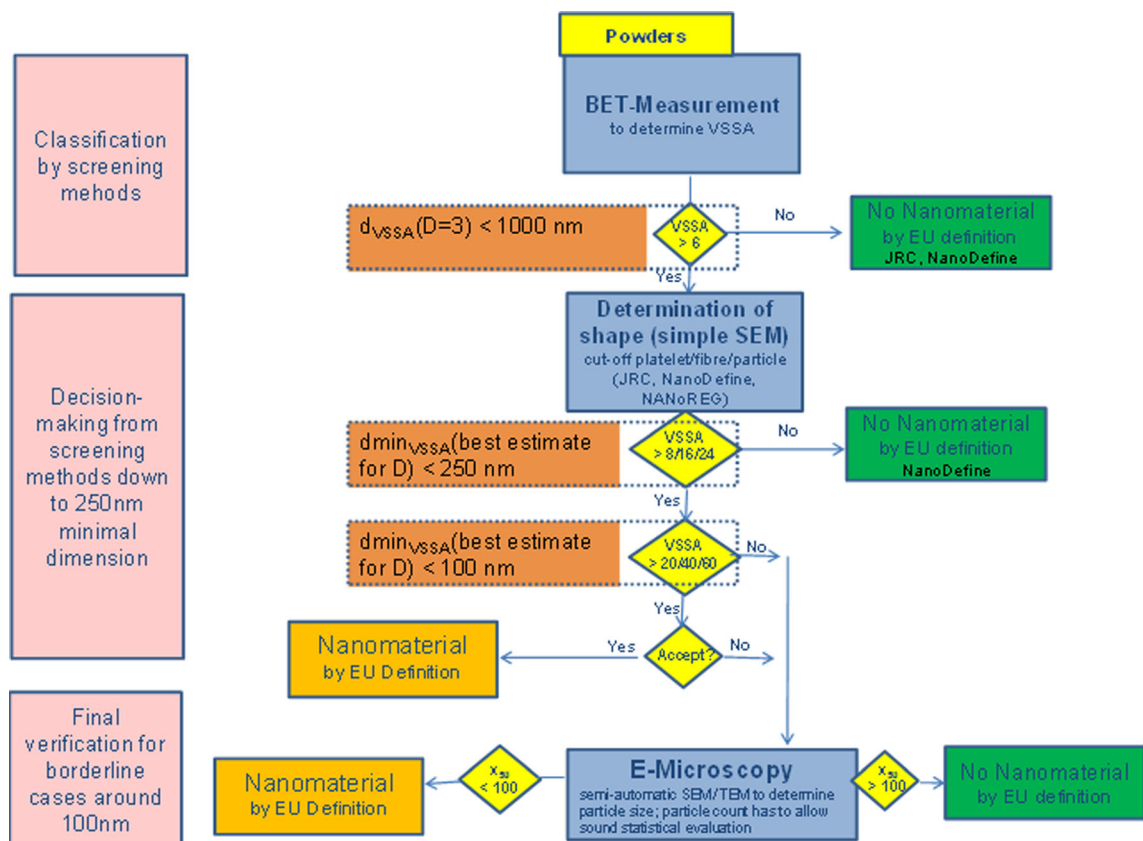 Powders
BET-Measurement
to determine VSSA
Classification
by screening
mehods
dVSSA(D=3) < 1000 nm
VSSA
> 6
No
No Nanomaterial
by EU definition
JRC, NanoDefine
Yes
Determination of
shape (simple SEM)
cut-off platelet/fibre/particle
(JRC, NanoDefine,
NANoREG)
Decision-
making from
screening
methods down
to 250nm
minimal
dimension
dminVSSA(best estimate
for D) < 250 nm
VSSA
> 8/16/24
No
No Nanomaterial
by EU definition
NanoDefine
Yes
dminVSSA(best estimate
for D) < 100 nm
VSSA
> 20/40/60
No
Yes
Nanomaterial
by EU Definition
Yes
Accept?
No
Final
verification for
borderline
cases around
100nm
Nanomaterial
by EU Definition
x50
< 100
E-Microscopy
semi-automatic SEM/TEM to determine
particle size; particle count has to allow
sound statistical evaluation
x50
> 100
No Nanomaterial
by EU definition